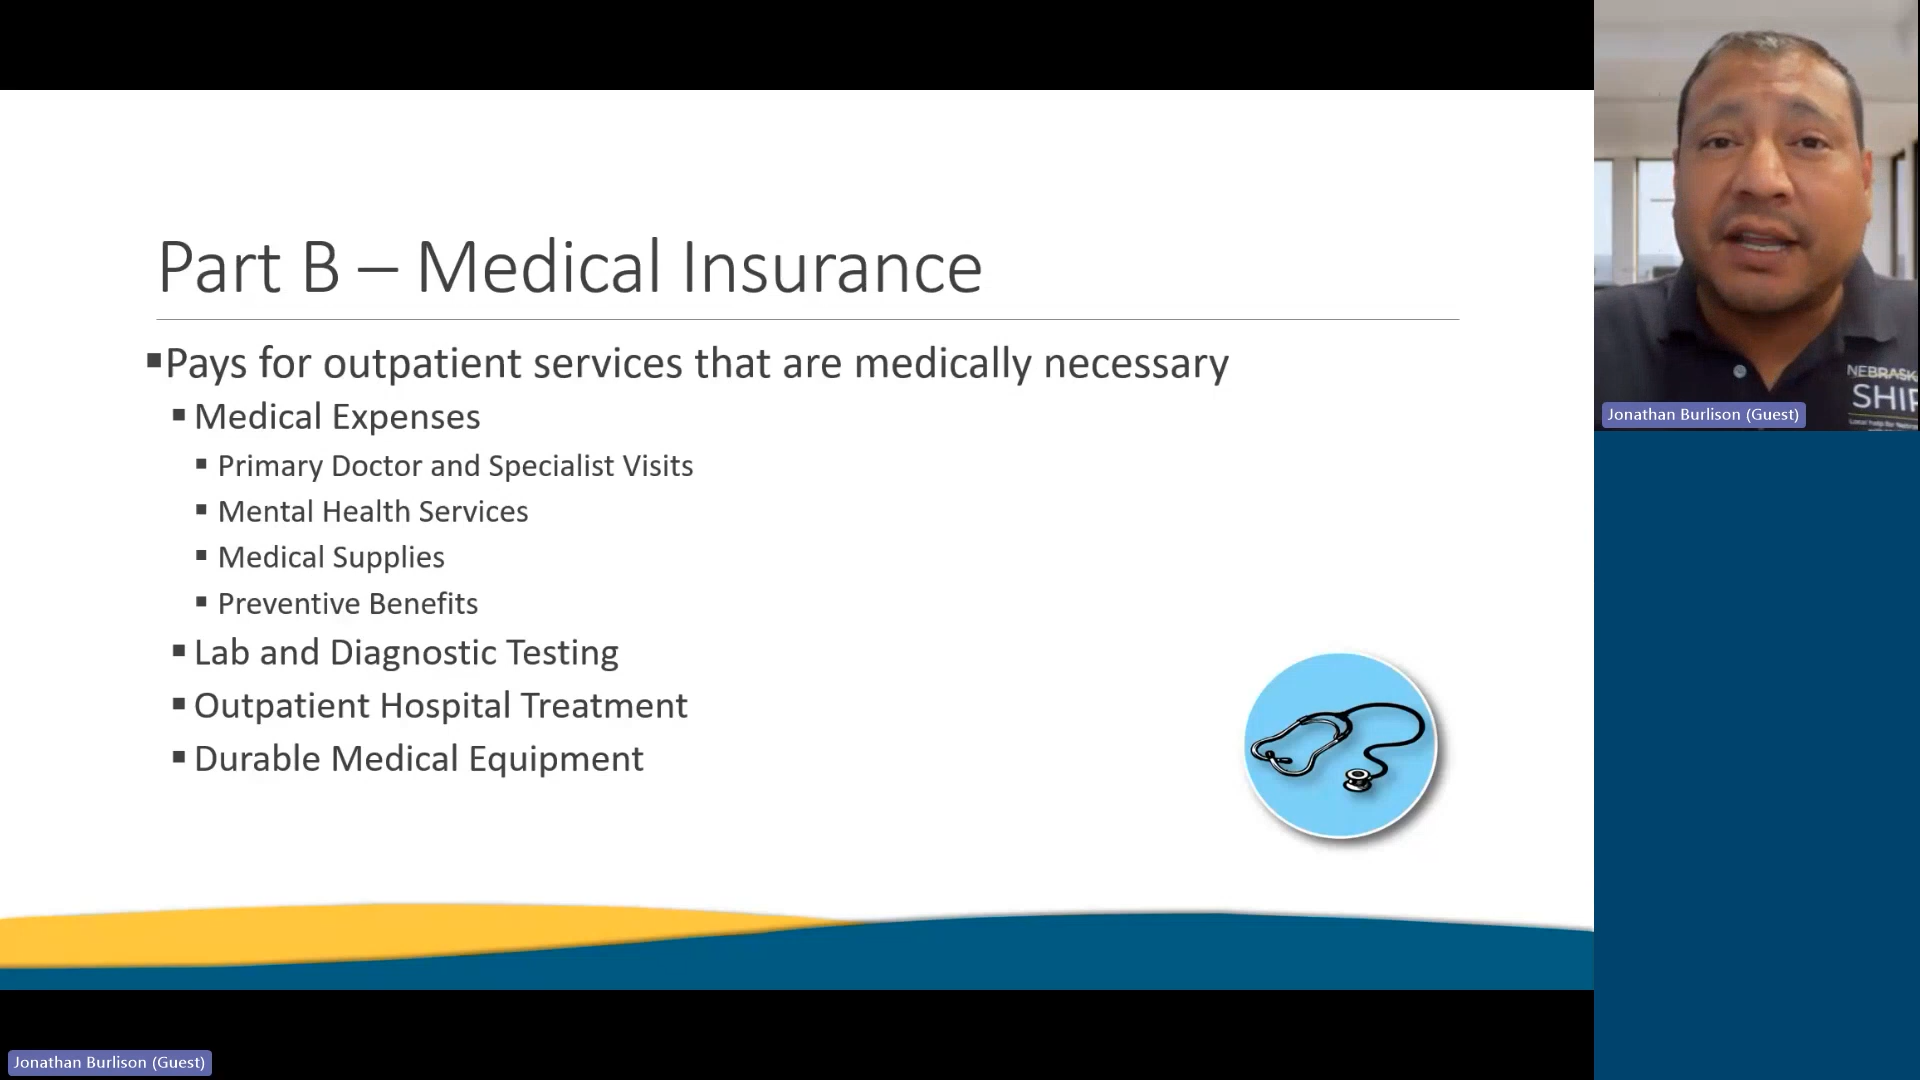 Part B – Medical Insurance
▪Pays for outpatient services that are medically necessary
▪ Medical Expenses
▪ Primary Doctor and Specialist Visits
▪ Mental Health Services
▪ Medical Supplies
▪ Preventive Benefits
▪ Lab and Diagnostic Testing
▪ Outpatient Hospital Treatment
▪ Durable Medical Equipment
NEBRASK
SHIP
Jonathan Burlison (Guest)
Jonathan Burlison (Guest)